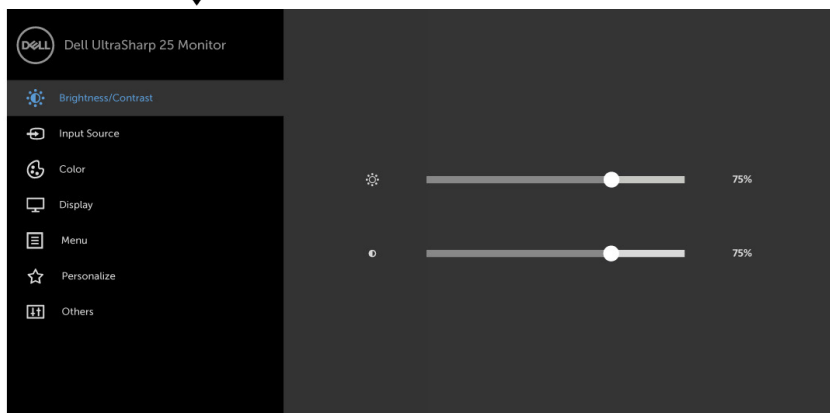 DELL
Dell UltraSharp 25 Monitor
Brightness/Contrast
Input Source
Color
Display
Menu
Personalize
Others
75%
75%